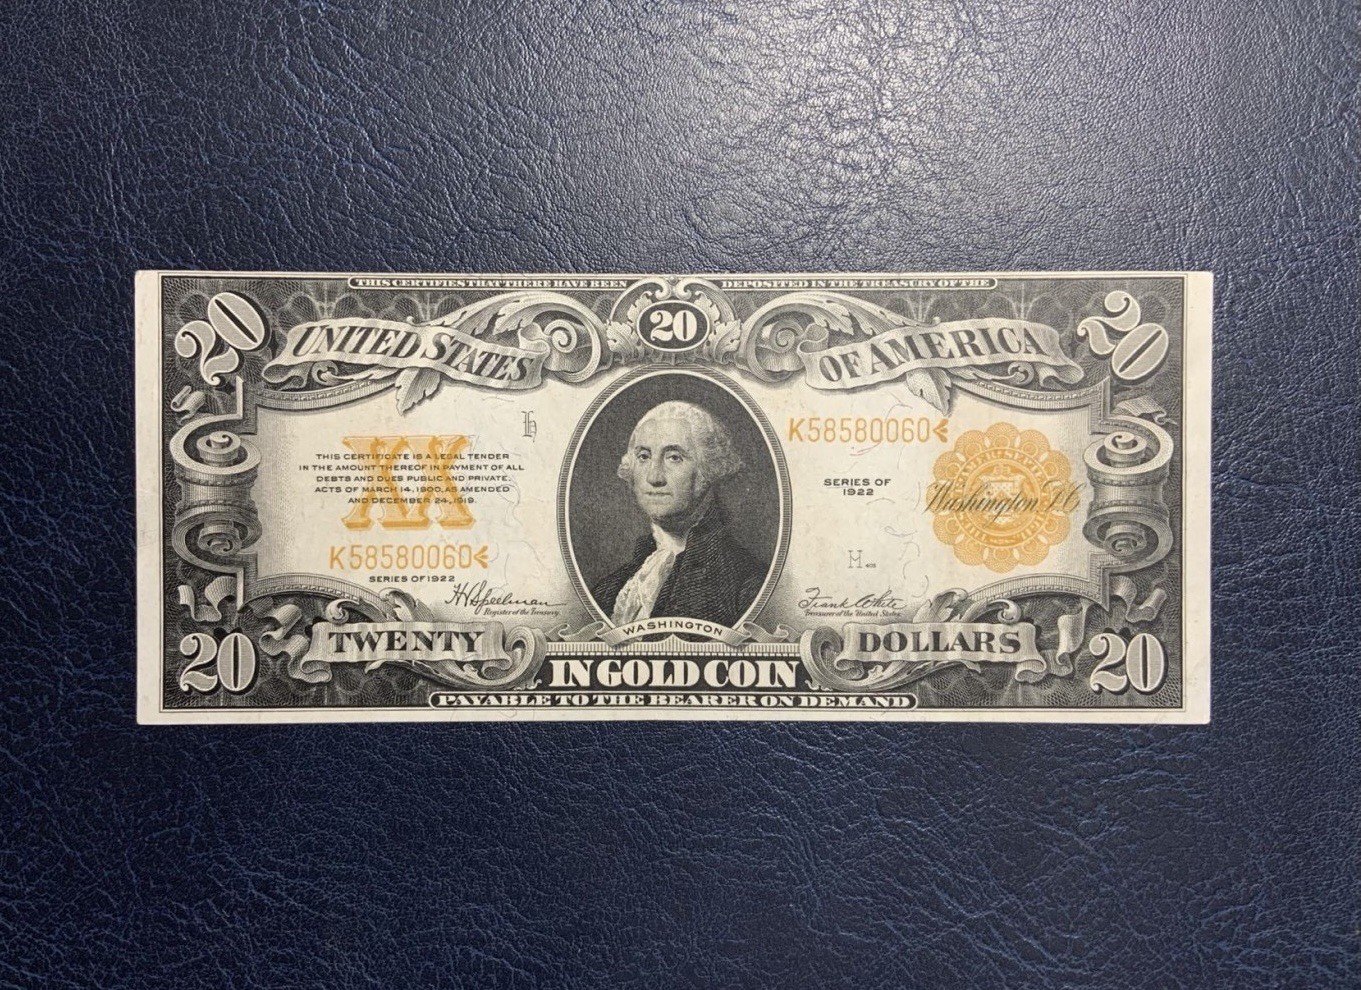 THIS CERTIFIES THAT THERE HAVE BEEN DEPOSITED IN THE TREASURY OF THE
20 20 20
UNITED STATES OF AMERICA
h
K58580060
XX
THIS CERTIFICATE IS A LEGAL TENDER
IN THE AMOUNT THEREOF IN PAYMENT OF ALL
DEBTS AND DUES PUBLIC AND PRIVATE.
ACTS OF MARCH 14, 1900, AS AMENDED
AND DECEMBER 24, 1919.
SERIES OF
1922
Washington, D.C.
K58580060
SERIES OF 1922
H V Speelman
Register of the Treasury
H
Frank White
Treasurer of the United States
WASHINGTON
TWENTY DOLLARS
20 20
IN GOLD COIN
PAYABLE TO THE BEARER ON DEMAND